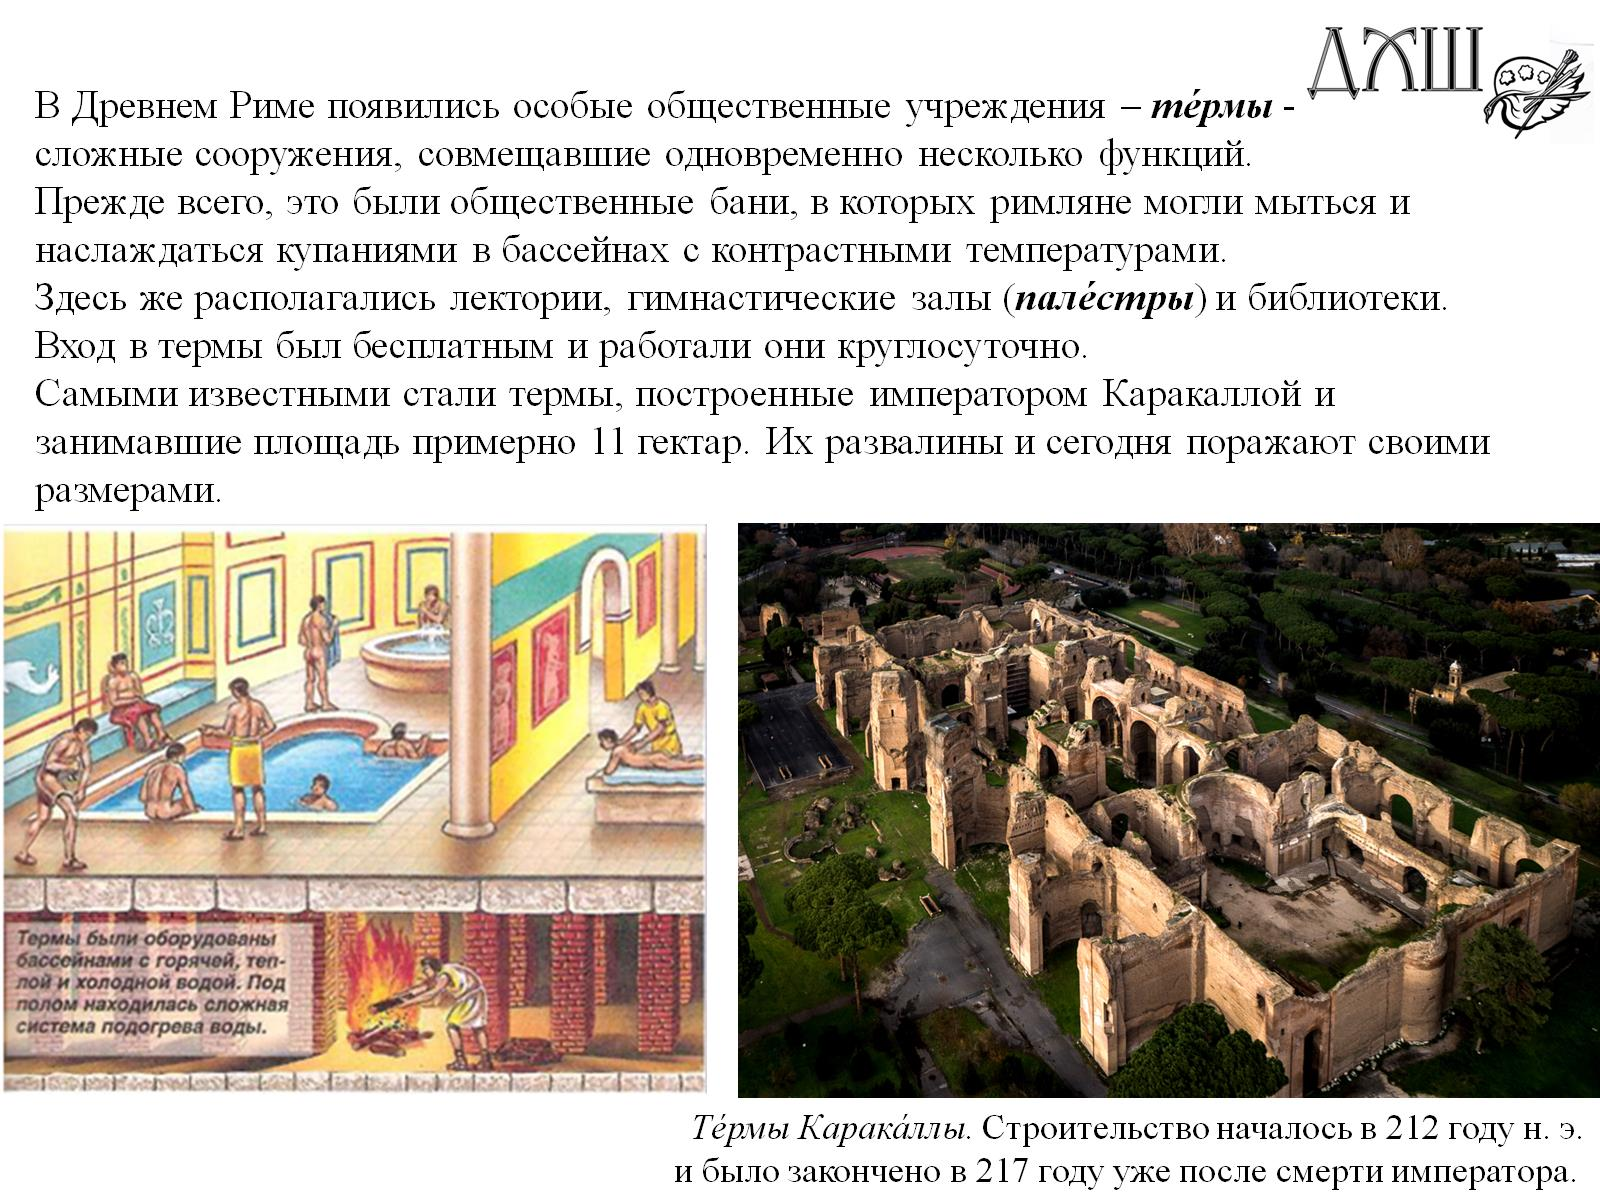 ДХШ
В Древнем Риме появились особые общественные учреждения – те́рмы -
сложные сооружения, совмещавшие одновременно несколько функций.
Прежде всего, это были общественные бани, в которых римляне могли мыться и
наслаждаться купаниями в бассейнах с контрастными температурами.
Здесь же располагались лектории, гимнастические залы (пале́стры) и библиотеки.
Вход в термы был бесплатным и работали они круглосуточно.
Самыми известными стали термы, построенные императором Каракаллой и
занимавшие площадь примерно 11 гектар. Их развалины и сегодня поражают своими
размерами.
Термы были оборудованы
бассейнами с горячей, теп-
лой и холодной водой. Под
полом находилась сложная
система подогрева воды.
Те́рмы Карака́ллы. Строительство началось в 212 году н. э.
и было закончено в 217 году уже после смерти императора.